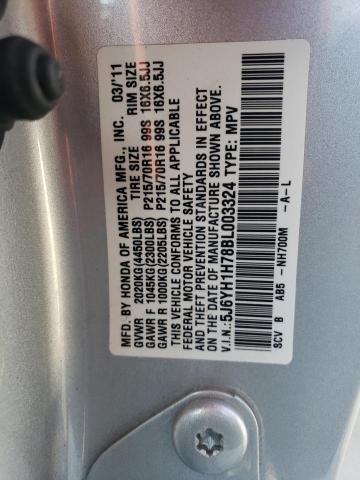 MFD. BY HONDA OF AMERICA MFG., INC. 03/'11
TIRE SIZE RIM SIZE
GVWR 2020KG(4450LBS)
GAWR F 1045KG(2300LBS) P215/70R16 99S 16X6.5JJ
GAWR R 1000KG(2205LBS) P215/70R16 99S 16X6.5JJ
THIS VEHICLE CONFORMS TO ALL APPLICABLE
FEDERAL MOTOR VEHICLE SAFETY
AND THEFT PREVENTION STANDARDS IN EFFECT
ON THE DATE OF MANUFACTURE SHOWN ABOVE.
V.I.N.: 5J6YH1H78BL003324 TYPE: MPV
SCV B AB5 -NH700M -A-L